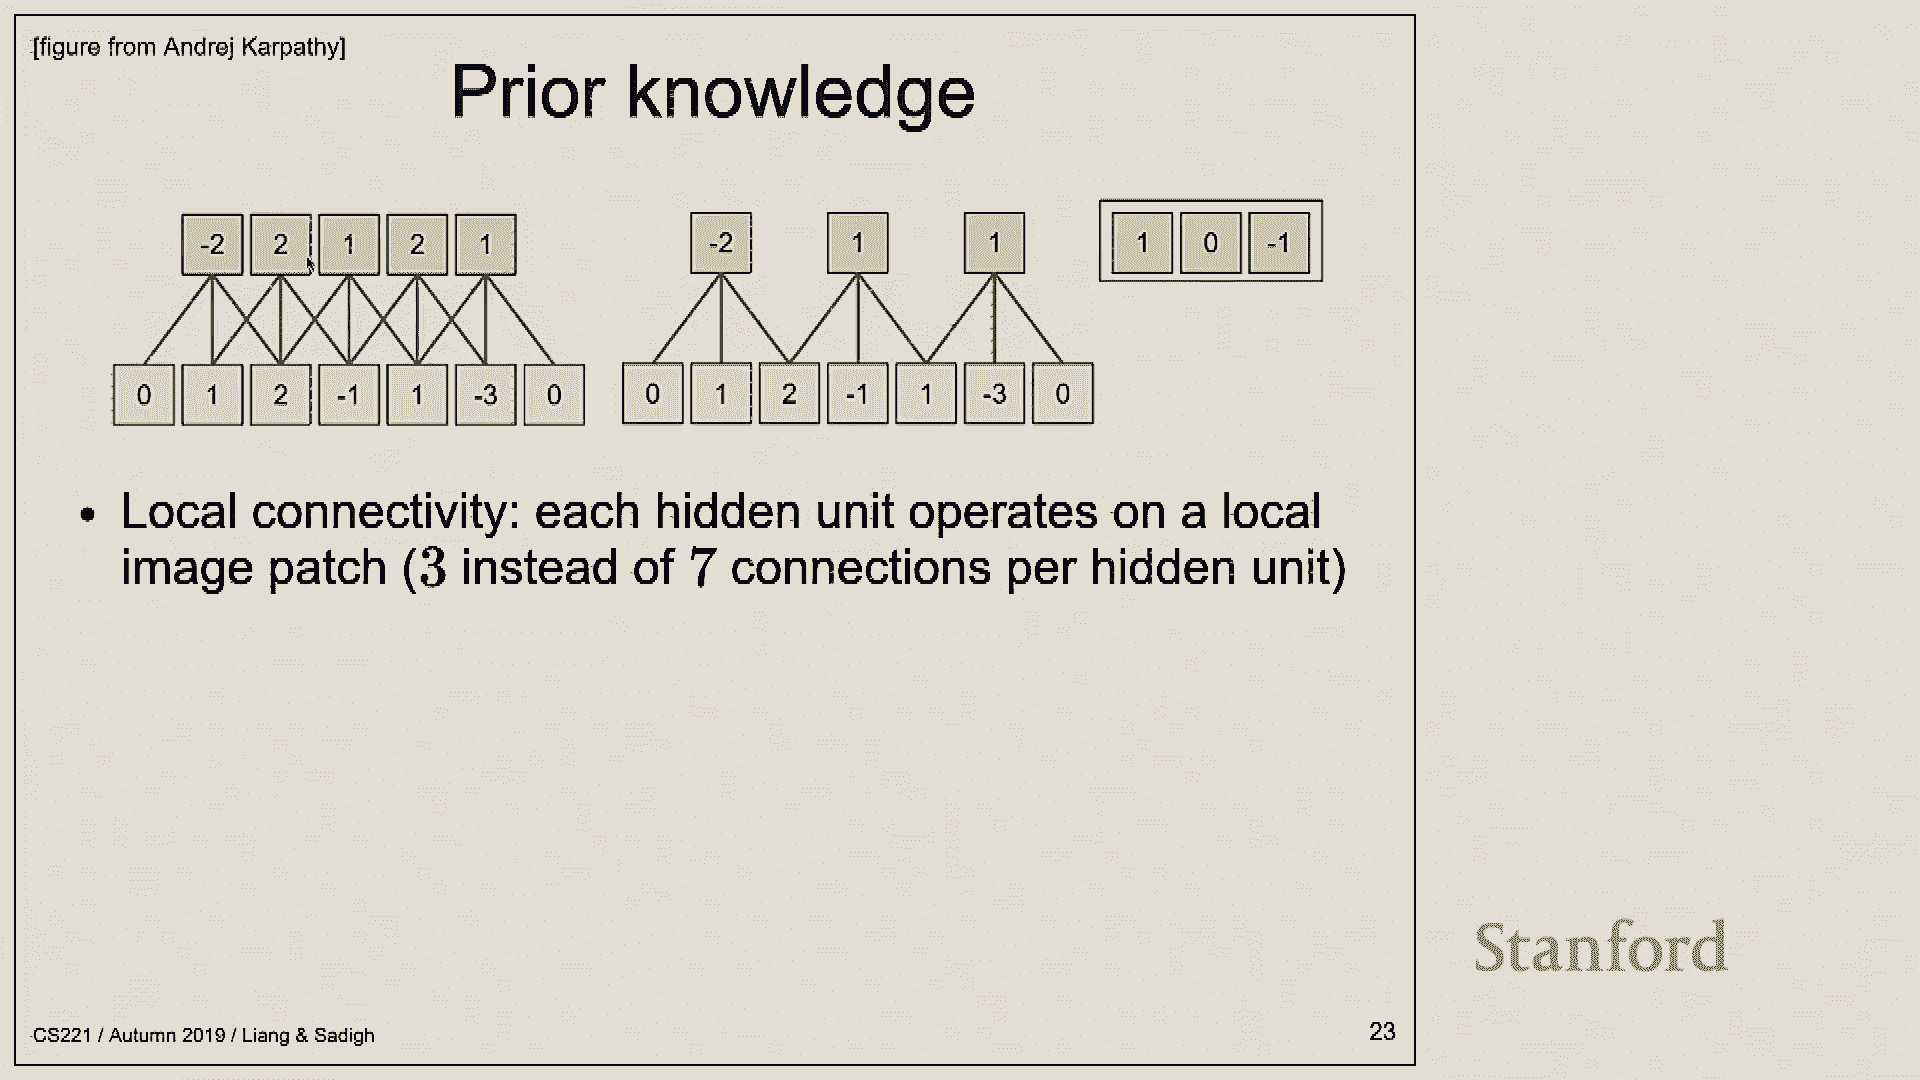 [figure from Andrej Karpathy]
Prior knowledge
-2 2 1 2 1
0 1 2 -1 1 -3 0
-2 1 1
0 1 2 -1 1 -3 0
1 0 -1
• Local connectivity: each hidden unit operates on a local
image patch (3 instead of 7 connections per hidden unit)
Stanford
CS221 / Autumn 2019 / Liang & Sadigh
23